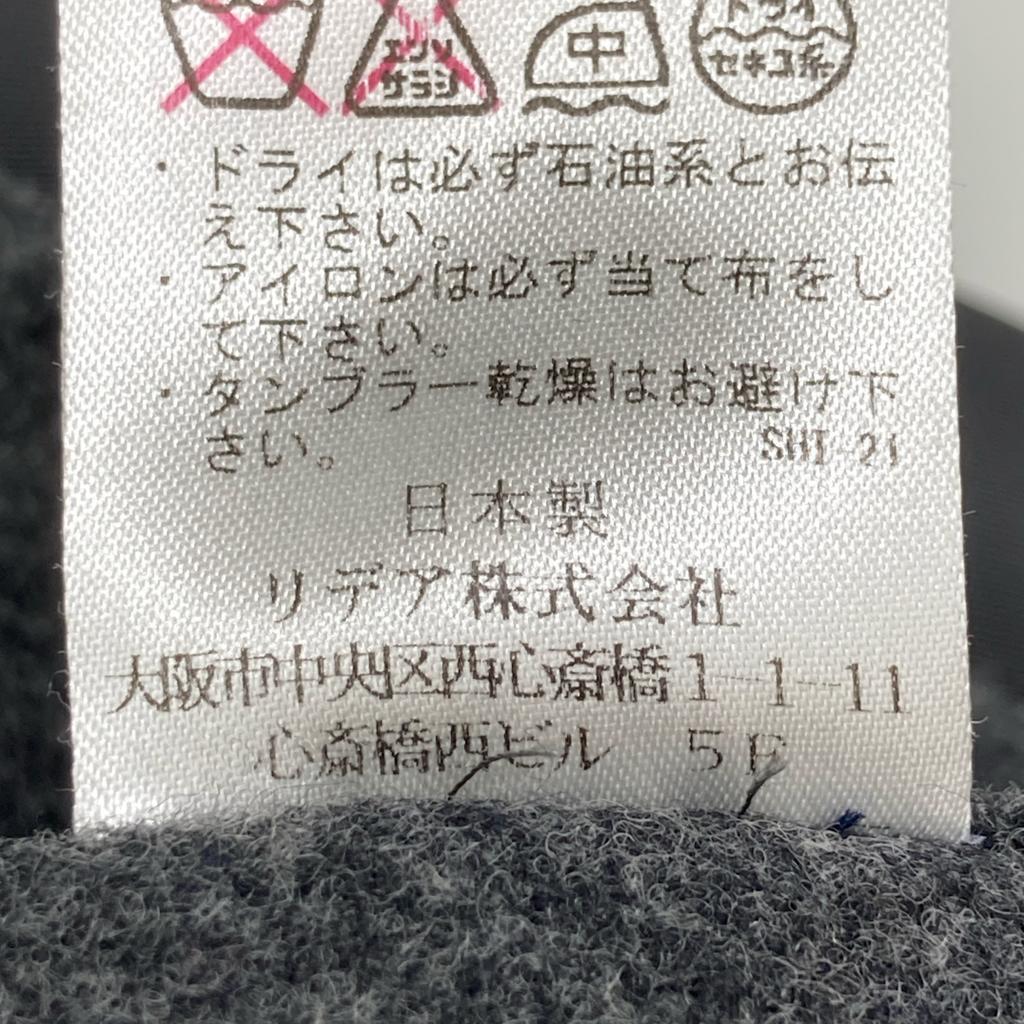 エンソ
サラシ
中
ドライ
セキユ系
・ドライは必ず石油系とお伝
え下さい。
・アイロンは必ず当て布をし
て下さい。
・タンブラー乾燥はお避け下
さい。
SHI-21
日本製
リデア株式会社
大阪市中央区西心斎橋1-1-11
心斎橋西ビル 5F